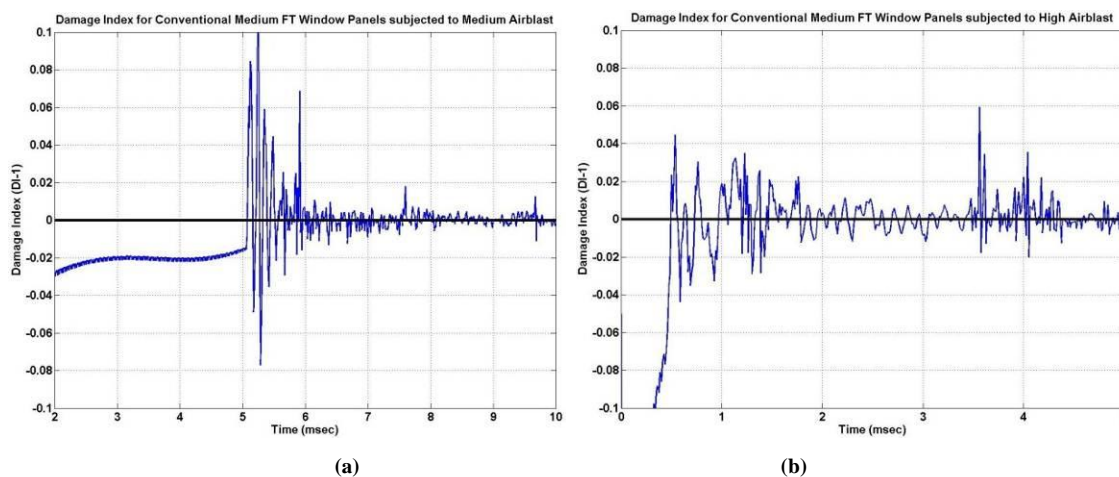 Damage Index for Conventional Medium FT Window Panels subjected to Medium Airblast
0.1
0.08
0.06
0.04
0.02
0
-0.02
-0.04
-0.06
-0.08
-0.1
Damage Index (DI-1)
2 3 4 5 6 7 8 9 10
Time (msec)
(a)
Damage Index for Conventional Medium FT Window Panels subjected to High Airblast
0.1
0.08
0.06
0.04
0.02
0
-0.02
-0.04
-0.06
-0.08
-0.1
Damage Index (DI-1)
0 1 2 3 4
Time (msec)
(b)